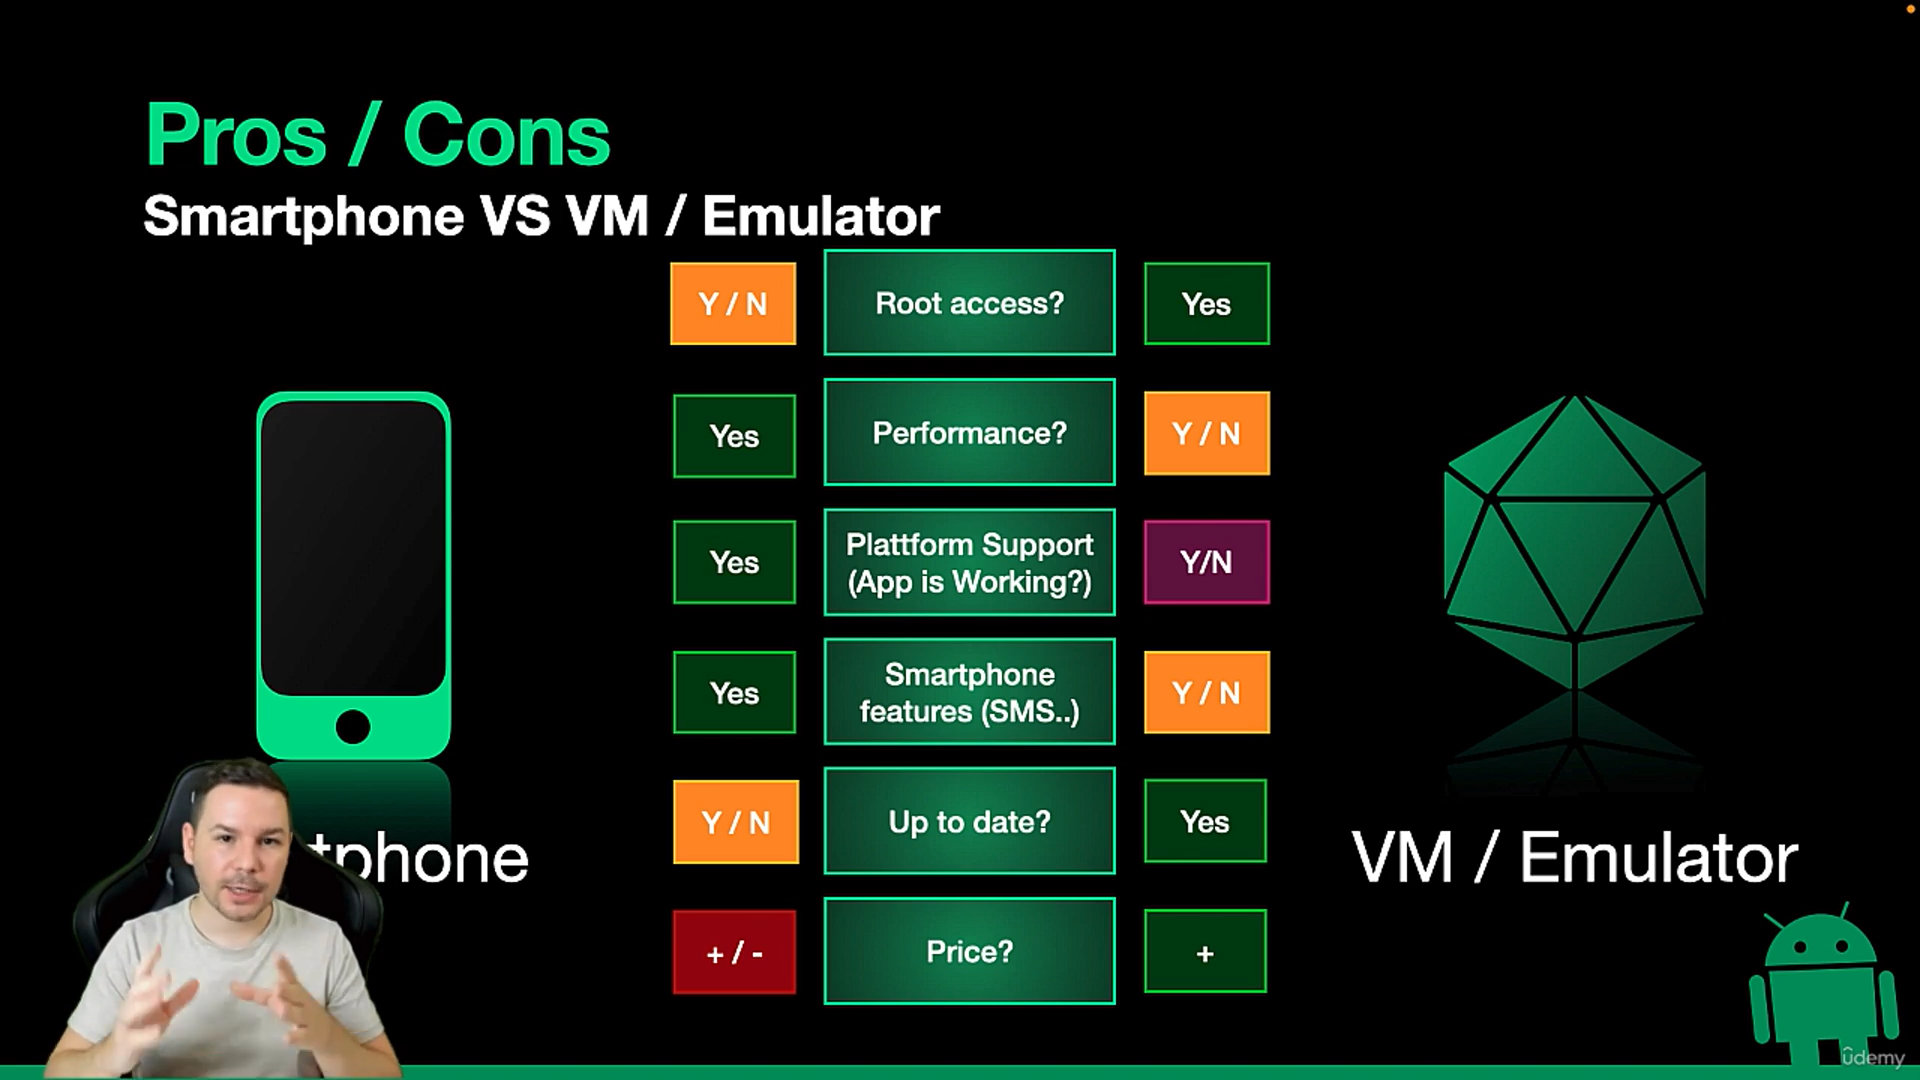 Pros / Cons
Smartphone VS VM / Emulator
Y / N
Root access?
Yes
Yes
Performance?
Y / N
Yes
Plattform Support
(App is Working?)
Y/N
Yes
Smartphone
features (SMS..)
Y / N
Y / N
Up to date?
Yes
tphone
VM / Emulator
+ / -
Price?
+
ûdemy